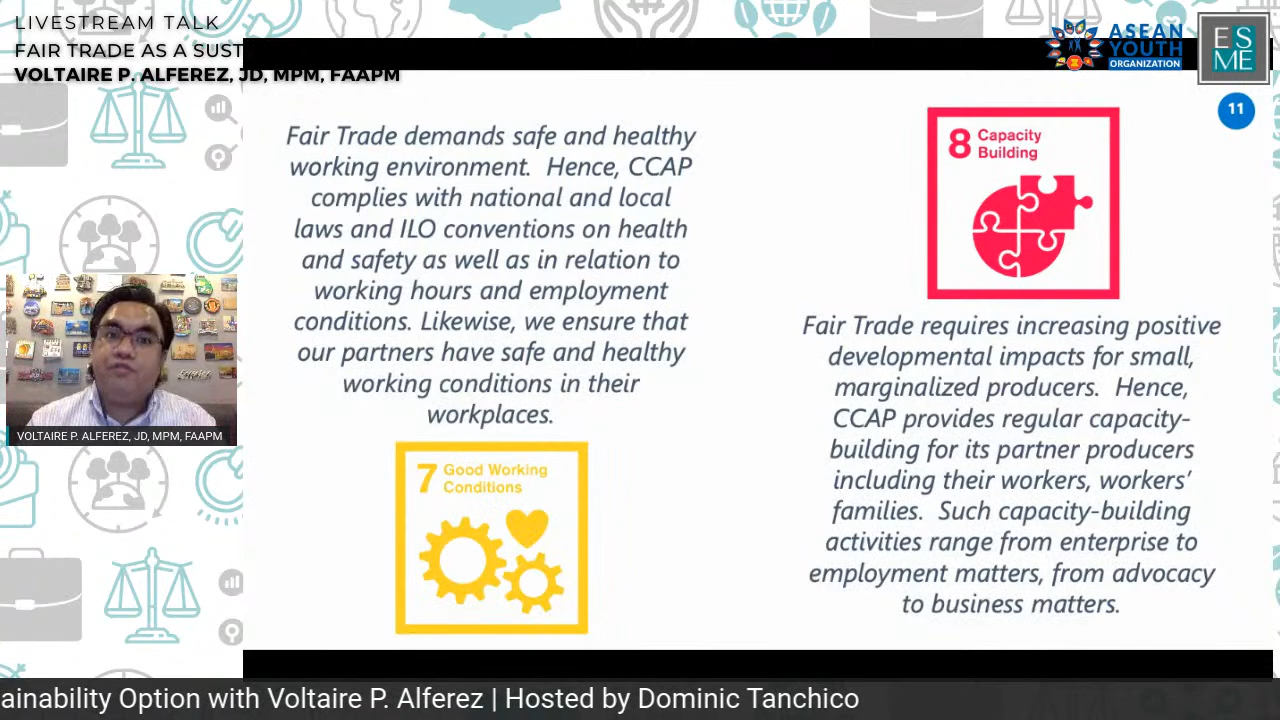 LIVESTREAM TALK
FAIR TRADE AS A SUST
VOLTAIRE P. ALFEREZ, JD, MPM, FAAPM
ASEAN
YOUTH
ORGANIZATION
ES
ME
11
Fair Trade demands safe and healthy
working environment.  Hence, CCAP
complies with national and local
laws and ILO conventions on health
and safety as well as in relation to
working hours and employment
conditions. Likewise, we ensure that
our partners have safe and healthy
working conditions in their
workplaces.
7 Good Working
Conditions
8 Capacity
Building
Fair Trade requires increasing positive
developmental impacts for small,
marginalized producers.  Hence,
CCAP provides regular capacity-
building for its partner producers
including their workers, workers’
families.  Such capacity-building
activities range from enterprise to
employment matters, from advocacy
to business matters.
VOLTAIRE P. ALFEREZ, JD, MPM, FAAPM
ainability Option with Voltaire P. Alferez | Hosted by Dominic Tanchico